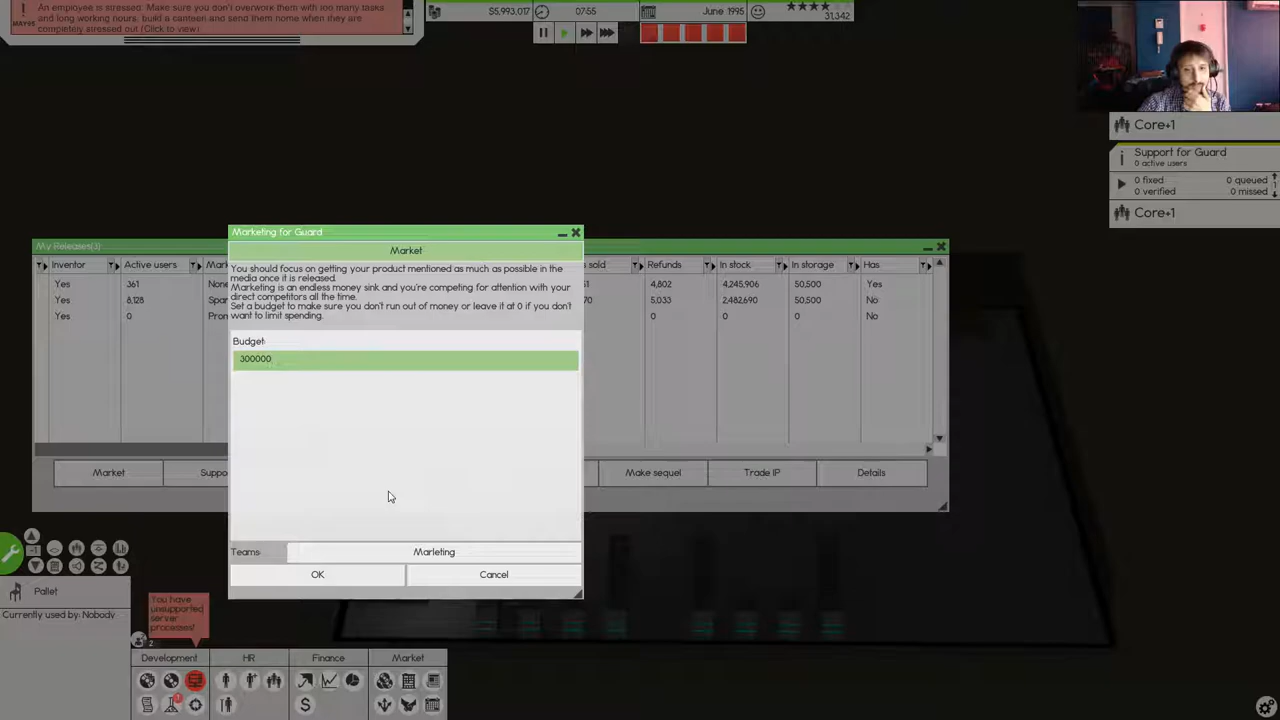 An employee is stressed. Make sure you don't overwork them with too many tasks
and long working hours, build a canteen and send them home when they are
completely stressed out (Click to view)
$5,993,017
07:55
June 1995
31,342
Core+1
Support for Guard
0 active users
0 fixed 0 queued
0 verified 0 missed
Core+1
Marketing for Guard
Market
You should focus on getting your product mentioned as much as possible in the
media once it is released.
Marketing is an endless money sink and you're competing for attention with your
direct competitors all the time.
Set a budget to make sure you don't run out of money or leave it at 0 if you don't
want to limit spending.
Budget:
300000
Teams: Marleting
OK Cancel
My Releases(3)
Inventor Active users Refunds In stock In storage Has
Yes 361 4,802 4,245,906 50,500 Yes
Yes 8,128 5,033 2,482,690 50,500 No
Yes 0 0 0 0 No
Market Make sequel Trade IP Details
Pallet
Currently used by: Nobody
You have
unsupported
server
processes!
2
Development HR Finance Market